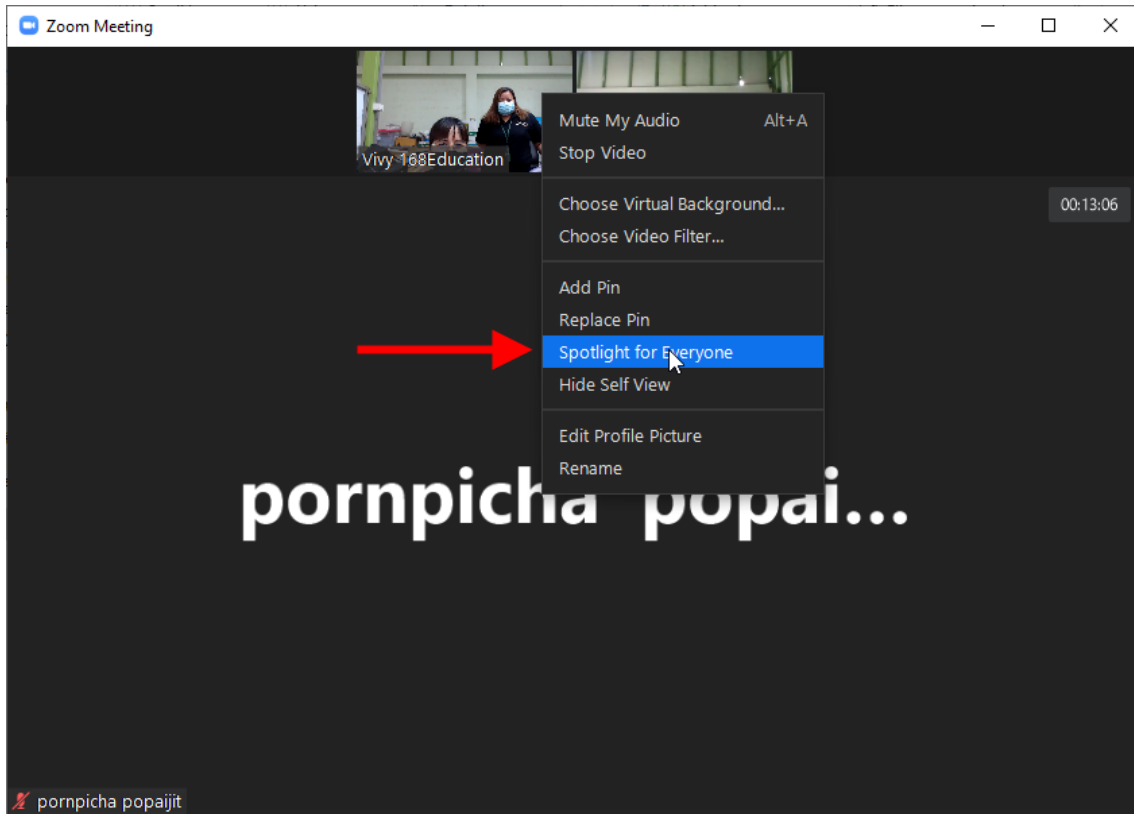 Zoom Meeting
Vivy 168Education
Mute My Audio Alt+A
Stop Video
00:13:06
Choose Virtual Background...
Choose Video Filter...
Add Pin
Replace Pin
Spotlight for Everyone
Hide Self View
Edit Profile Picture
Rename
pornpicha popai...
pornpicha popaijit